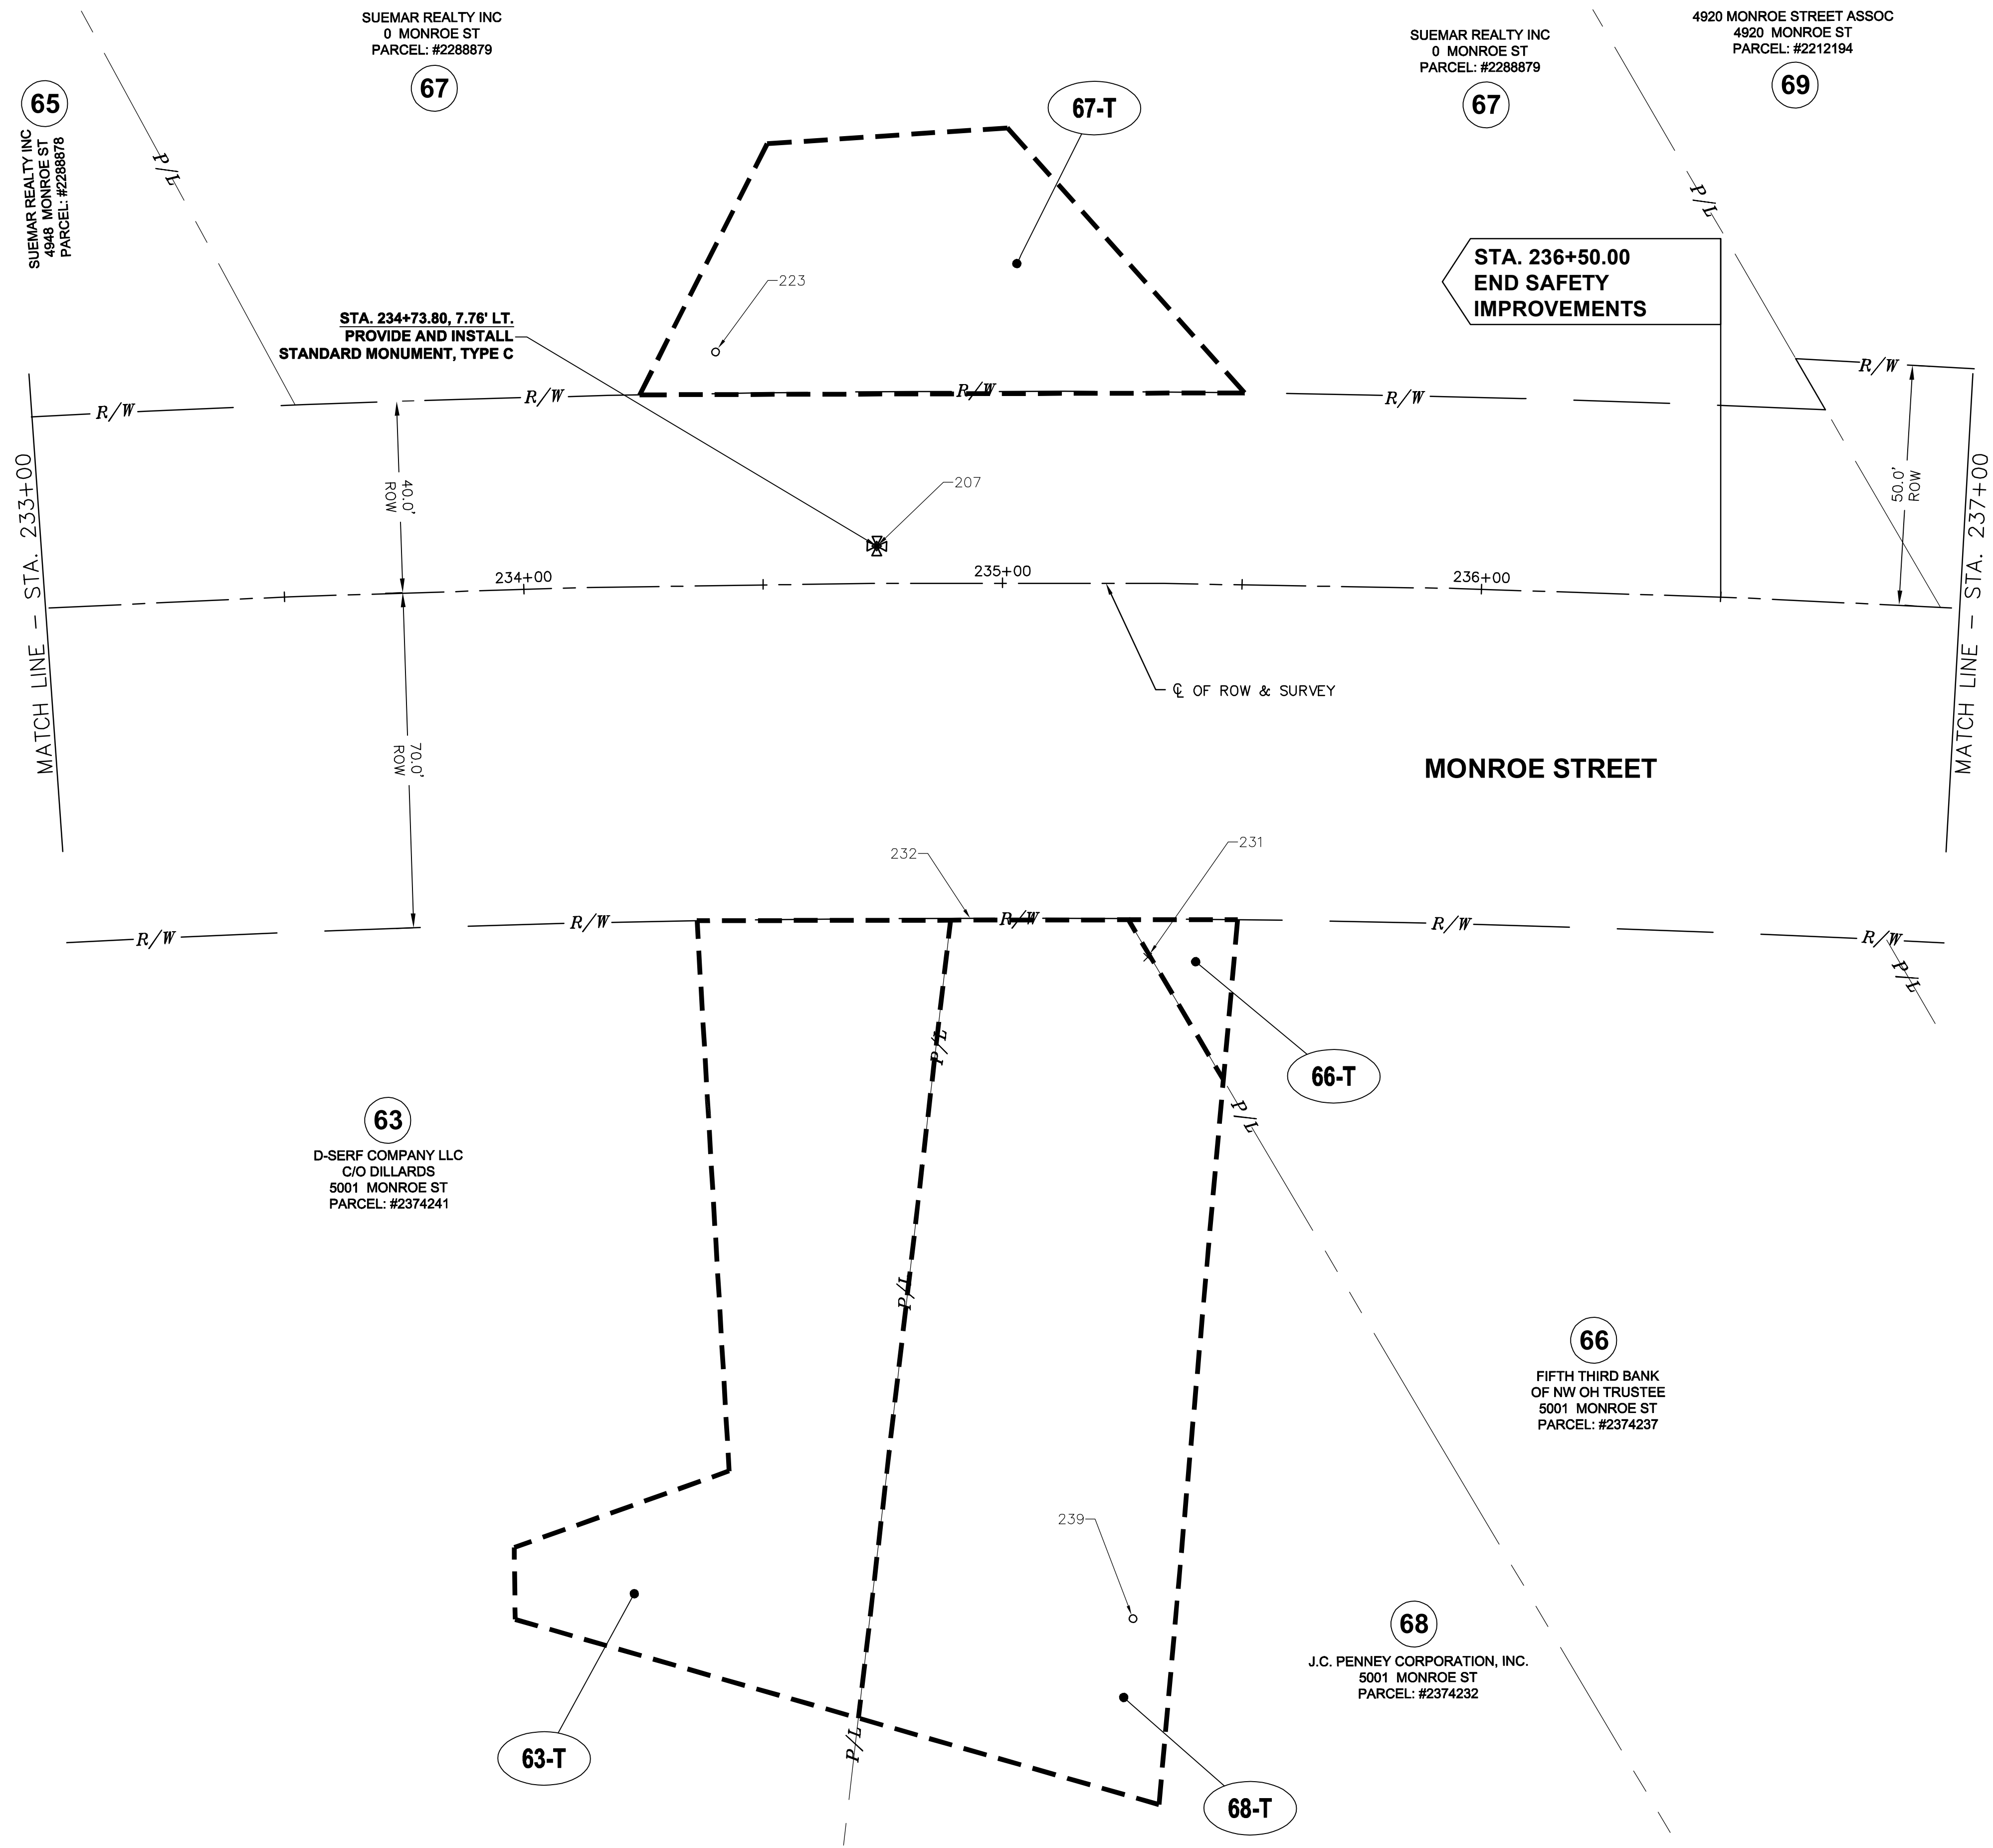 SUEMAR REALTY INC
0 MONROE ST
PARCEL: #2288879
67
SUEMAR REALTY INC
0 MONROE ST
PARCEL: #2288879
67
4920 MONROE STREET ASSOC
4920 MONROE ST
PARCEL: #2212194
69
65
SUEMAR REALTY INC
4948 MONROE ST
PARCEL: #2288878
P/L
67-T
P/L
STA. 236+50.00
END SAFETY
IMPROVEMENTS
223
STA. 234+73.80, 7.76' LT.
PROVIDE AND INSTALL
STANDARD MONUMENT, TYPE C
R/W
R/W
R/W
R/W
R/W
MATCH LINE - STA. 233+00
40.0'
ROW
207
50.0'
ROW
MATCH LINE - STA. 237+00
234+00
235+00
236+00
℄ OF ROW & SURVEY
70.0'
ROW
MONROE STREET
232
231
R/W
R/W
R/W
R/W
R/W
P/L
P/L
66-T
P/L
63
D-SERF COMPANY LLC
C/O DILLARDS
5001 MONROE ST
PARCEL: #2374241
P/L
66
FIFTH THIRD BANK
OF NW OH TRUSTEE
5001 MONROE ST
PARCEL: #2374237
239
68
J.C. PENNEY CORPORATION, INC.
5001 MONROE ST
PARCEL: #2374232
P/L
63-T
68-T